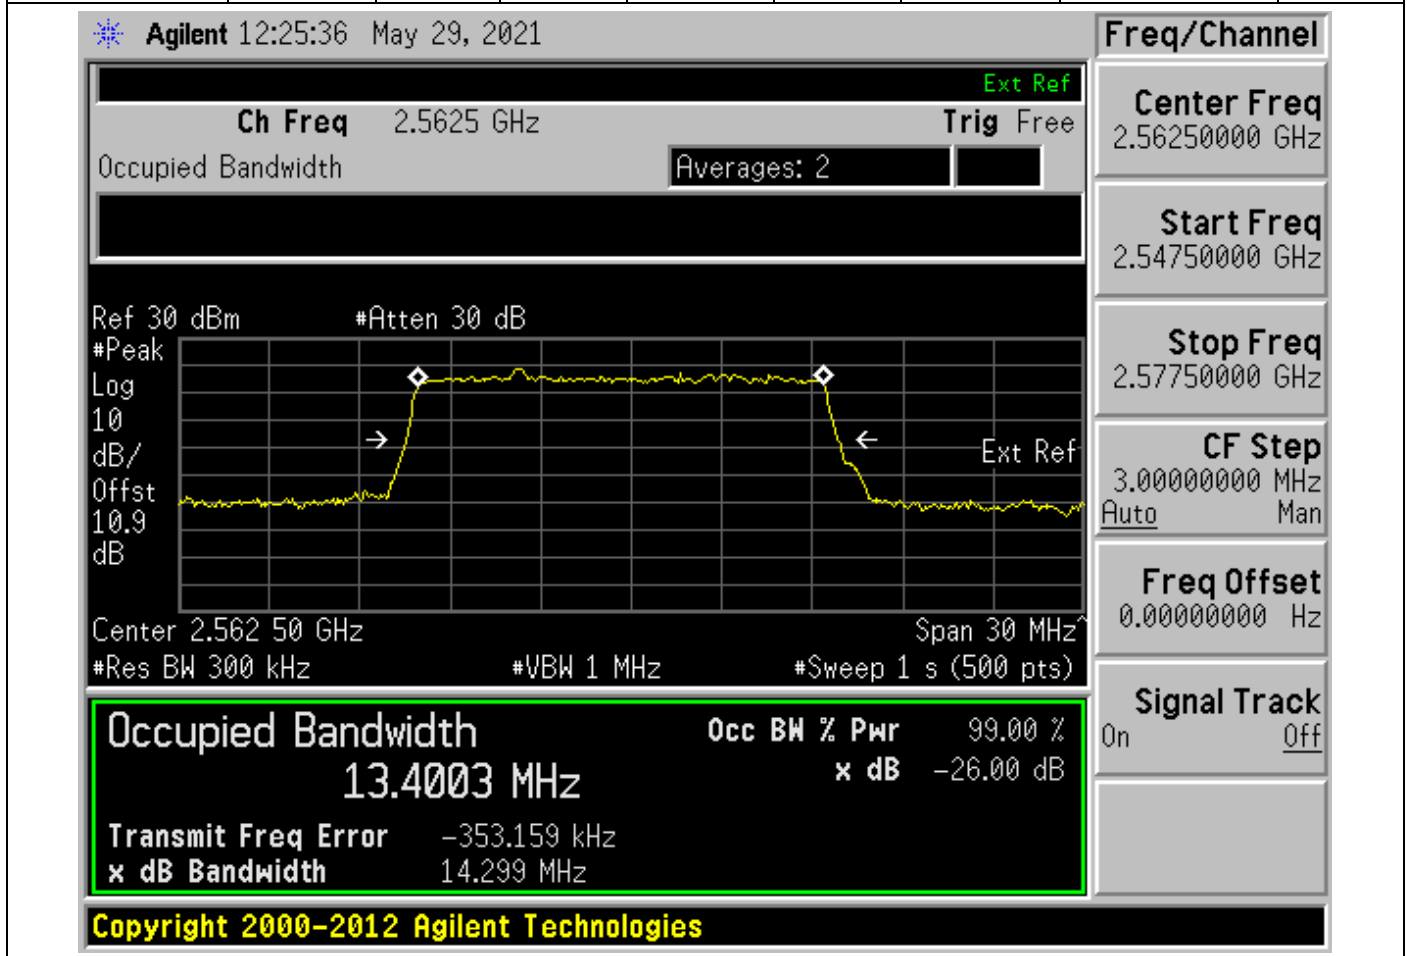 Agilent 12:25:36 May 29, 2021
Freq/Channel
Ext Ref
Ch Freq 2.5625 GHz
Trig Free
Occupied Bandwidth
Averages: 2
Center Freq
2.56250000 GHz
Start Freq
2.54750000 GHz
Stop Freq
2.57750000 GHz
CF Step
3.00000000 MHz
Auto Man
Freq Offset
0.00000000 Hz
Signal Track
On Off
Ref 30 dBm #Atten 30 dB
#Peak
Log
10
dB/
Offst
10.9
dB
Ext Ref
Center 2.562 50 GHz Span 30 MHz^
#Res BW 300 kHz #VBW 1 MHz #Sweep 1 s (500 pts)
Occupied Bandwidth
13.4003 MHz
Occ BW % Pwr 99.00 %
x dB -26.00 dB
Transmit Freq Error -353.159 kHz
x dB Bandwidth 14.299 MHz
Copyright 2000-2012 Agilent Technologies